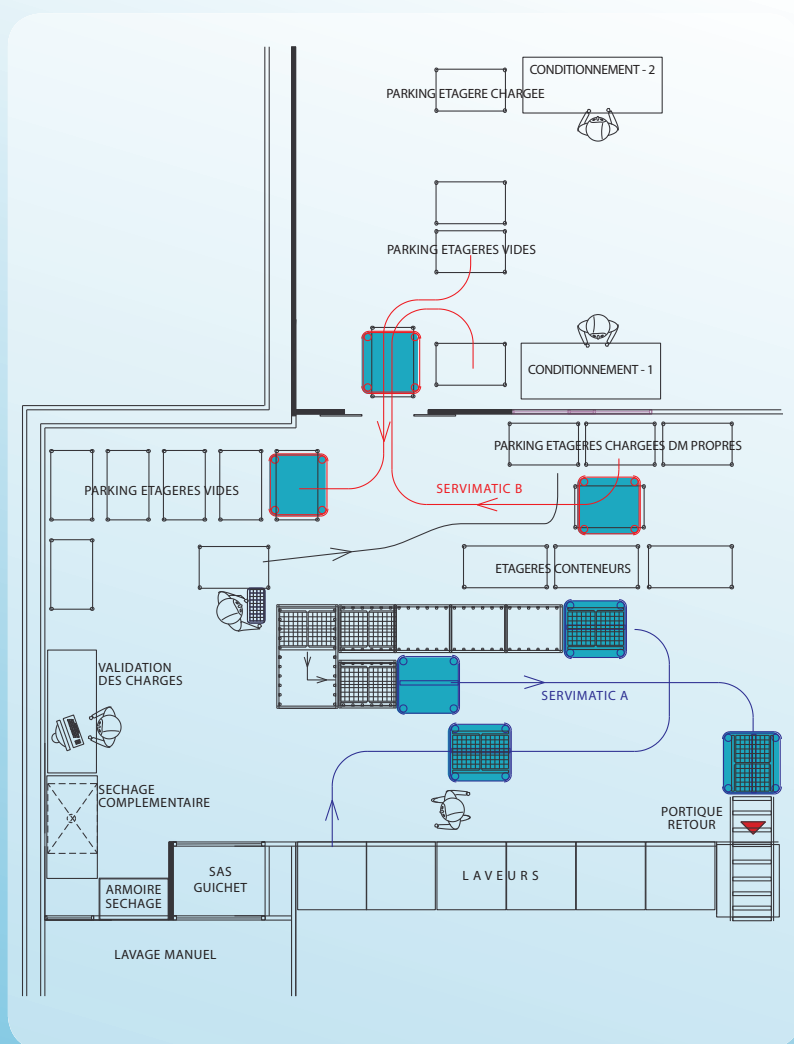 CONDITIONNEMENT - 2
PARKING ETAGERE CHARGEE
PARKING ETAGERES VIDES
CONDITIONNEMENT - 1
PARKING ETAGERES CHARGEES DM PROPRES
PARKING ETAGERES VIDES
SERVIMATIC B
ETAGERES CONTENEURS
VALIDATION
DES CHARGES
SERVIMATIC A
SECHAGE
COMPLEMENTAIRE
PORTIQUE
RETOUR
SAS
GUICHET
LAVEURS
ARMOIRE
SECHAGE
LAVAGE MANUEL